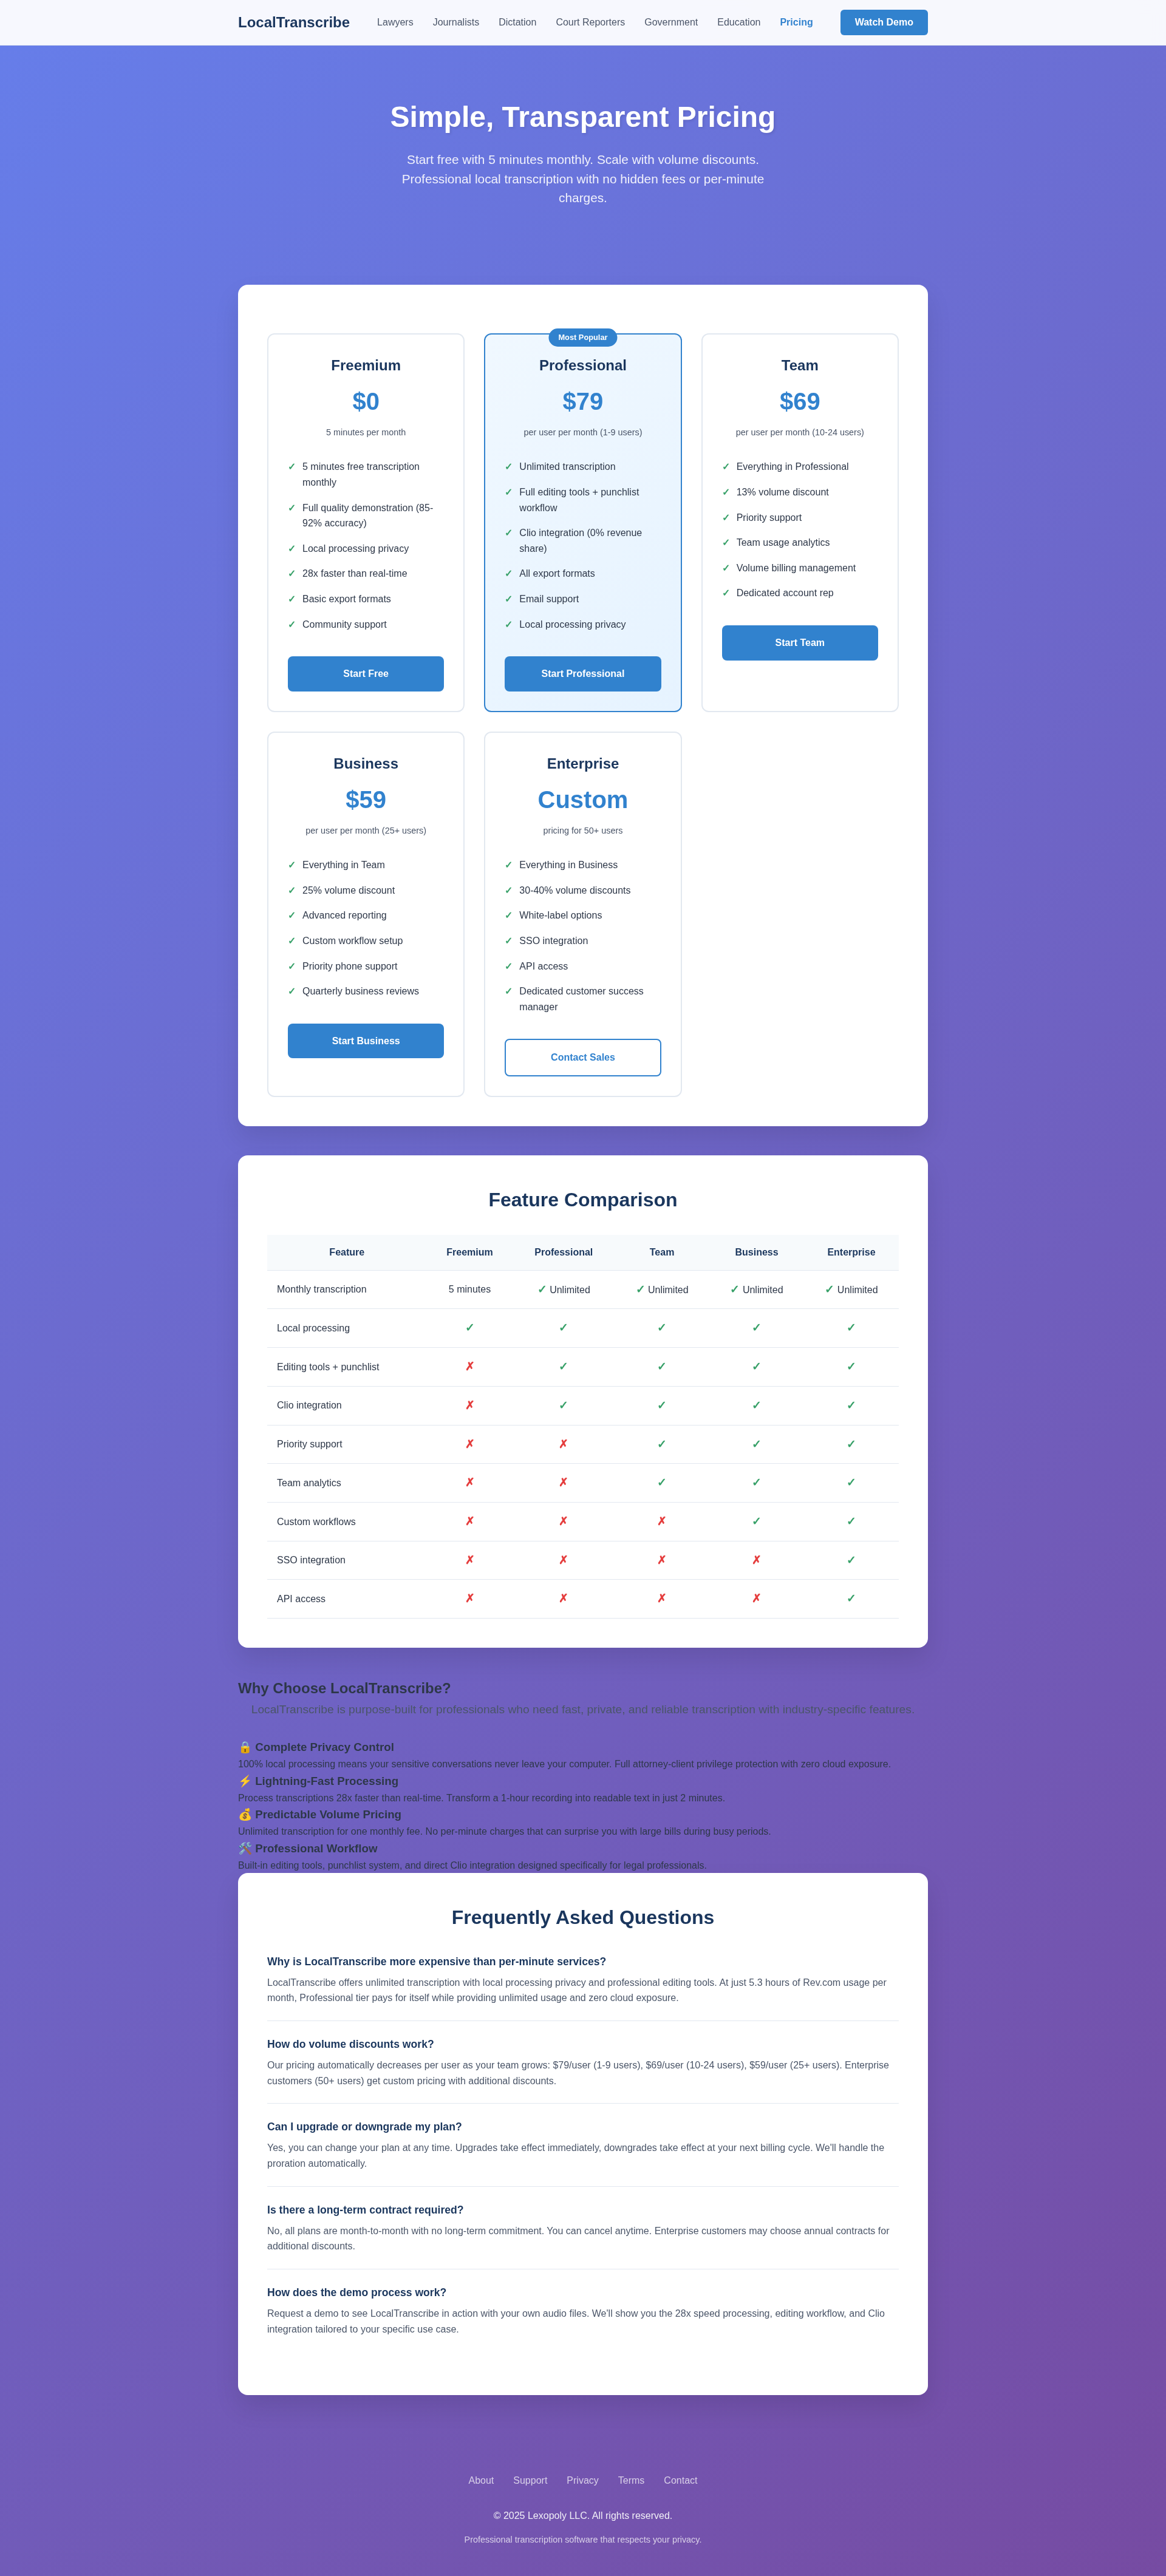 LocalTranscribe
Lawyers Journalists Dictation Court Reporters Government Education Pricing Watch Demo
Simple, Transparent Pricing
Start free with 5 minutes monthly. Scale with volume discounts.
Professional local transcription with no hidden fees or per-minute
charges.
Freemium
$0
5 minutes per month
✓ 5 minutes free transcription
monthly
✓ Full quality demonstration (85-
92% accuracy)
✓ Local processing privacy
✓ 28x faster than real-time
✓ Basic export formats
✓ Community support
Start Free
Most Popular
Professional
$79
per user per month (1-9 users)
✓ Unlimited transcription
✓ Full editing tools + punchlist
workflow
✓ Clio integration (0% revenue
share)
✓ All export formats
✓ Email support
✓ Local processing privacy
Start Professional
Team
$69
per user per month (10-24 users)
✓ Everything in Professional
✓ 13% volume discount
✓ Priority support
✓ Team usage analytics
✓ Volume billing management
✓ Dedicated account rep
Start Team
Business
$59
per user per month (25+ users)
✓ Everything in Team
✓ 25% volume discount
✓ Advanced reporting
✓ Custom workflow setup
✓ Priority phone support
✓ Quarterly business reviews
Start Business
Enterprise
Custom
pricing for 50+ users
✓ Everything in Business
✓ 30-40% volume discounts
✓ White-label options
✓ SSO integration
✓ API access
✓ Dedicated customer success
manager
Contact Sales
Feature Comparison
Feature Freemium Professional Team Business Enterprise
Monthly transcription 5 minutes ✓ Unlimited ✓ Unlimited ✓ Unlimited ✓ Unlimited
Local processing ✓ ✓ ✓ ✓ ✓
Editing tools + punchlist ✗ ✓ ✓ ✓ ✓
Clio integration ✗ ✓ ✓ ✓ ✓
Priority support ✗ ✗ ✓ ✓ ✓
Team analytics ✗ ✗ ✓ ✓ ✓
Custom workflows ✗ ✗ ✗ ✓ ✓
SSO integration ✗ ✗ ✗ ✗ ✓
API access ✗ ✗ ✗ ✗ ✓
Why Choose LocalTranscribe?
LocalTranscribe is purpose-built for professionals who need fast, private, and reliable transcription with industry-specific features.
🔒 Complete Privacy Control
100% local processing means your sensitive conversations never leave your computer. Full attorney-client privilege protection with zero cloud exposure.
⚡ Lightning-Fast Processing
Process transcriptions 28x faster than real-time. Transform a 1-hour recording into readable text in just 2 minutes.
💰 Predictable Volume Pricing
Unlimited transcription for one monthly fee. No per-minute charges that can surprise you with large bills during busy periods.
🛠️ Professional Workflow
Built-in editing tools, punchlist system, and direct Clio integration designed specifically for legal professionals.
Frequently Asked Questions
Why is LocalTranscribe more expensive than per-minute services?
LocalTranscribe offers unlimited transcription with local processing privacy and professional editing tools. At just 5.3 hours of Rev.com usage per
month, Professional tier pays for itself while providing unlimited usage and zero cloud exposure.
How do volume discounts work?
Our pricing automatically decreases per user as your team grows: $79/user (1-9 users), $69/user (10-24 users), $59/user (25+ users). Enterprise
customers (50+ users) get custom pricing with additional discounts.
Can I upgrade or downgrade my plan?
Yes, you can change your plan at any time. Upgrades take effect immediately, downgrades take effect at your next billing cycle. We'll handle the
proration automatically.
Is there a long-term contract required?
No, all plans are month-to-month with no long-term commitment. You can cancel anytime. Enterprise customers may choose annual contracts for
additional discounts.
How does the demo process work?
Request a demo to see LocalTranscribe in action with your own audio files. We'll show you the 28x speed processing, editing workflow, and Clio
integration tailored to your specific use case.
About Support Privacy Terms Contact
© 2025 Lexopoly LLC. All rights reserved.
Professional transcription software that respects your privacy.